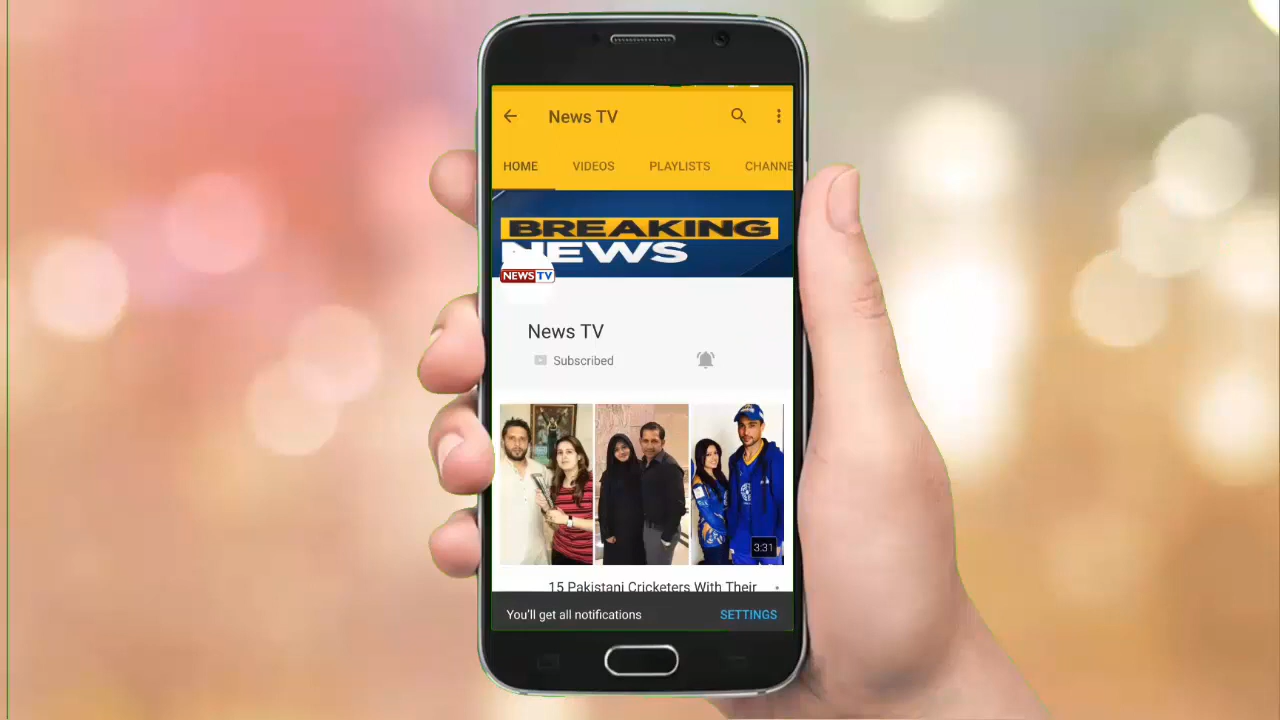 News TV
HOME VIDEOS PLAYLISTS CHANNE
BREAKING
NEWS
NEWS TV
News TV
Subscribed
3:31
15 Pakistani Cricketers With Their
You'll get all notifications SETTINGS